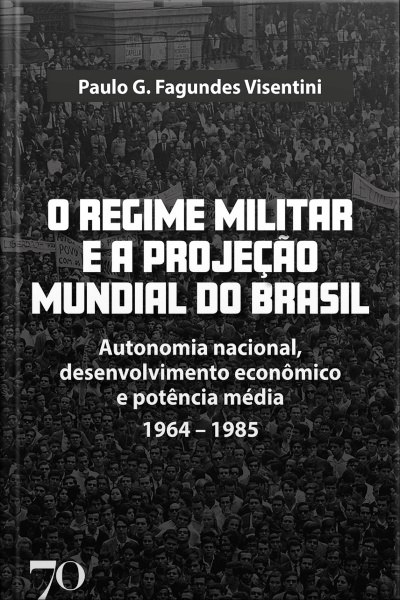 Paulo G. Fagundes Visentini
O REGIME MILITAR
E A PROJEÇÃO
MUNDIAL DO BRASIL
Autonomia nacional,
desenvolvimento econômico
e potência média
1964 – 1985
70